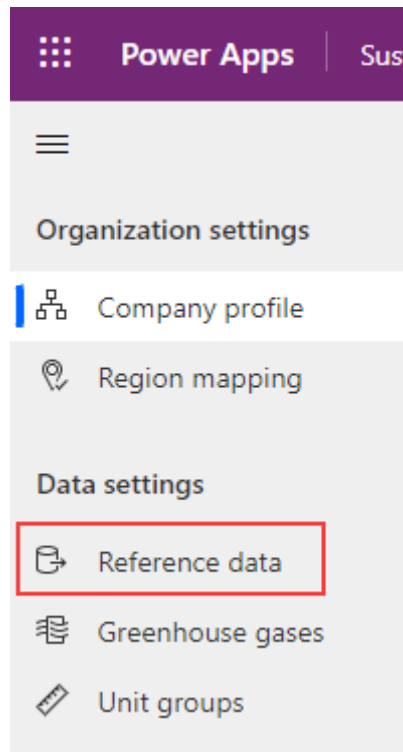 Power Apps Sus
Organization settings
Company profile
Region mapping
Data settings
Reference data
Greenhouse gases
Unit groups